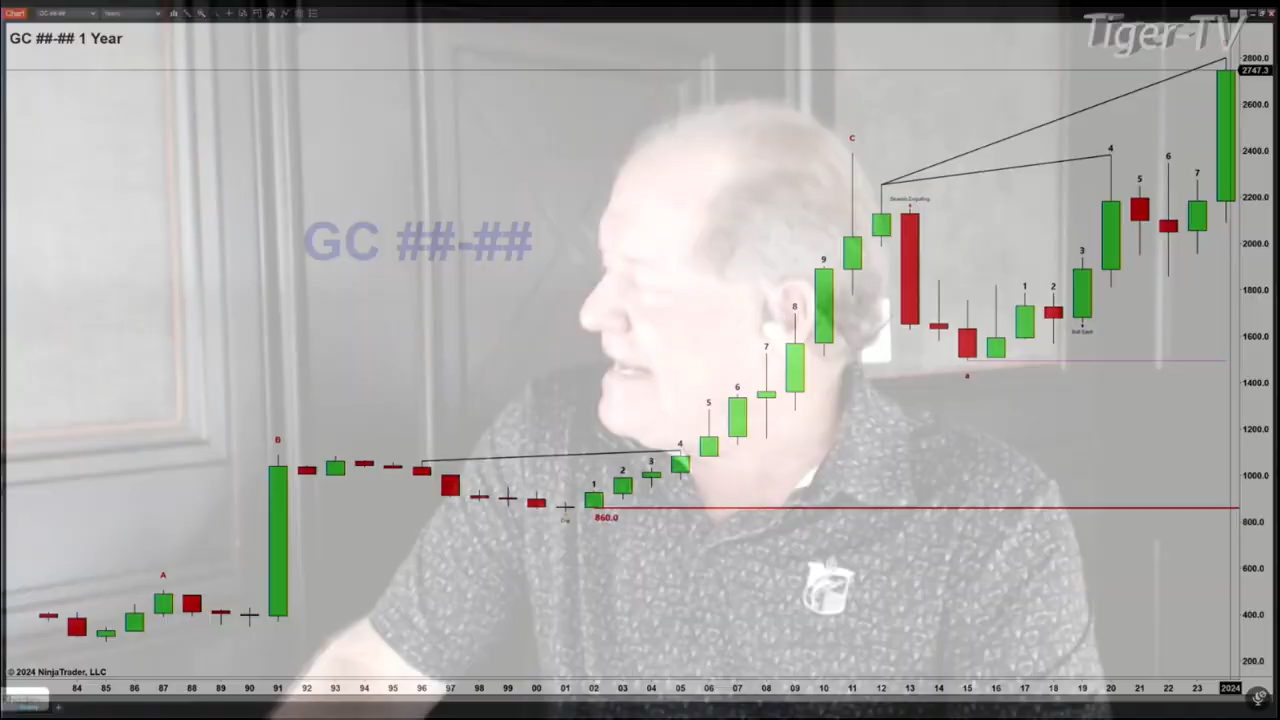 Chart
GC ##-##
Years
Tiger-TV
GC ##-## 1 Year
2800.0
2747.3
2600.0
2400.0
2200.0
2000.0
1800.0
1600.0
1400.0
1200.0
1000.0
800.0
600.0
400.0
200.0
GC ##-##
C
4
6
5
7
Bearish Engulfing
3
9
1
2
8
7
a
6
5
B
4
3
2
1
860.0
A
© 2024 NinjaTrader, LLC
84 85 86 87 88 89 90 91 92 93 94 95 96 97 98 99 00 01 02 03 04 05 06 07 08 09 10 11 12 13 14 15 16 17 18 19 20 21 22 23 2024